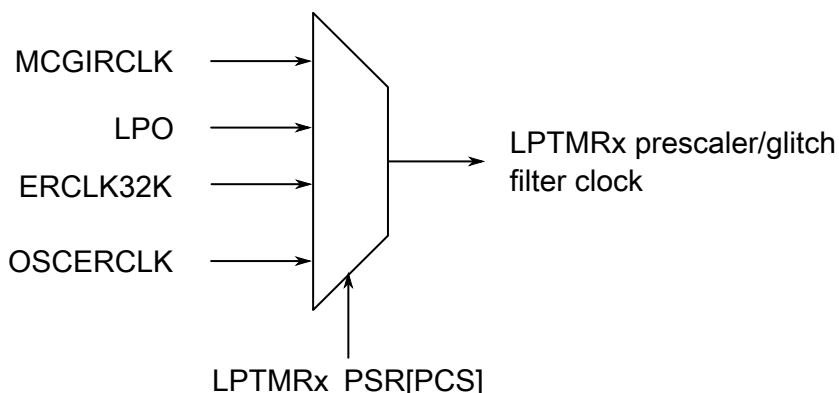 MCGIRCLK
LPO
ERCLK32K
OSCERCLK
LPTMRx prescaler/glitch
filter clock
LPTMRx_PSR[PCS]